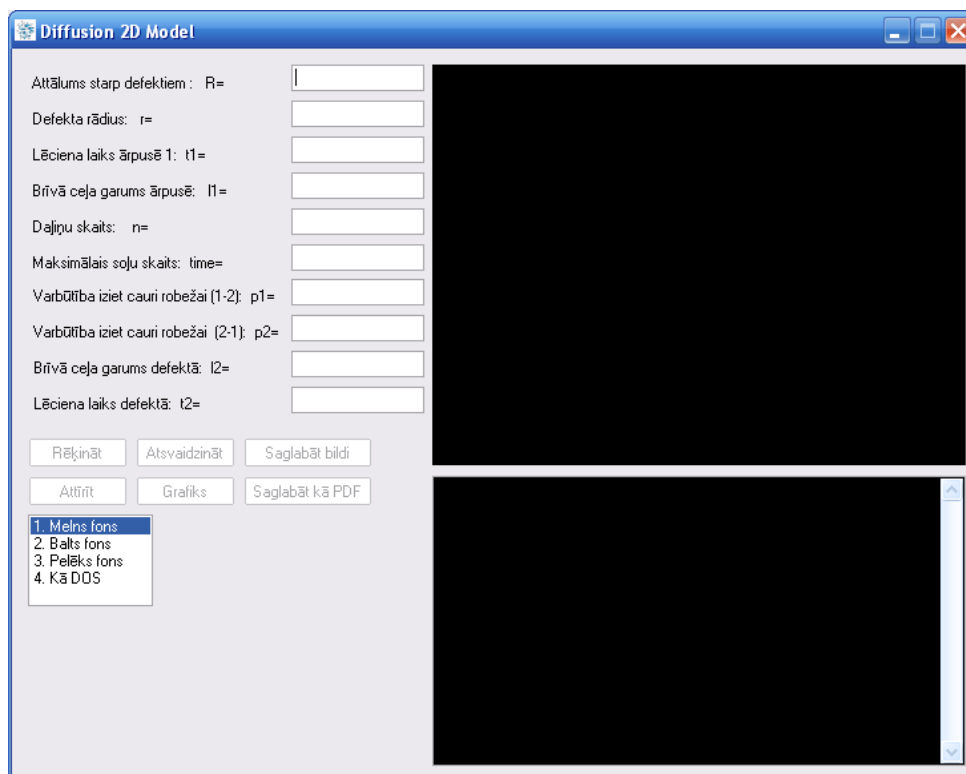 Diffusion 2D Model
Attālums starp defektiem : R=
Defekta rādius: r=
Lēciena laiks ārpusē 1: t1=
Brīvā ceļa garums ārpusē: l1=
Daļiņu skaits: n=
Maksimālais soļu skaits: time=
Varbūtība iziet cauri robežai (1-2): p1=
Varbūtība iziet cauri robežai (2-1): p2=
Brīvā ceļa garums defektā: l2=
Lēciena laiks defektā: t2=
Rēķināt Atsvaidzināt Saglabāt bildi
Attīrīt Grafiks Saglabāt kā PDF
1. Melns fons
2. Balts fons
3. Pelēks fons
4. Kā DOS